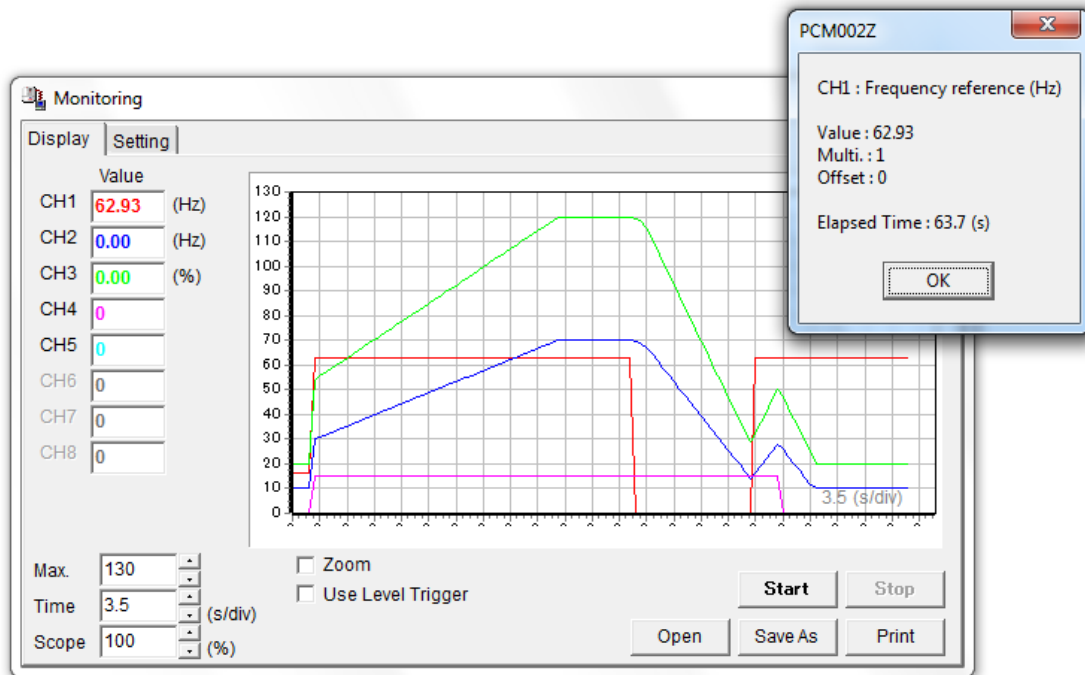 PCM002Z
CH1 : Frequency reference (Hz)
Value : 62.93
Multi. : 1
Offset : 0
Elapsed Time : 63.7 (s)
OK
Monitoring
Display Setting
Value
CH1 62.93 (Hz)
CH2 0.00 (Hz)
CH3 0.00 (%)
CH4 0
CH5 0
CH6 0
CH7 0
CH8 0
130
120
110
100
90
80
70
60
50
40
30
20
10
0
3.5 (s/div)
Max. 130
Time 3.5 (s/div)
Scope 100 (%)
Zoom
Use Level Trigger
Start Stop
Open Save As Print